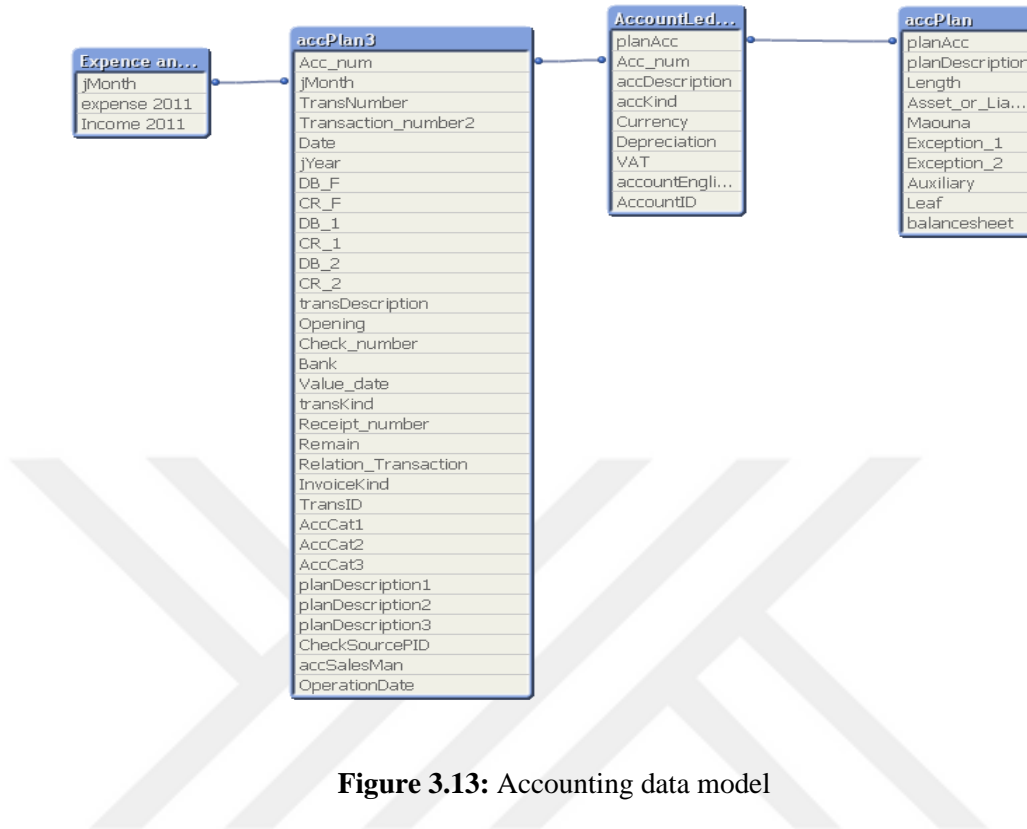 Expence an...
jMonth
expense 2011
Income 2011
accPlan3
Acc_num
jMonth
TransNumber
Transaction_number2
Date
jYear
DB_F
CR_F
DB_1
CR_1
DB_2
CR_2
transDescription
Opening
Check_number
Bank
Value_date
transKind
Receipt_number
Remain
Relation_Transaction
InvoiceKind
TransID
AccCat1
AccCat2
AccCat3
planDescription1
planDescription2
planDescription3
CheckSourcePID
accSalesMan
OperationDate
AccountLed...
planAcc
Acc_num
accDescription
accKind
Currency
Depreciation
VAT
accountEngli...
AccountID
accPlan
planAcc
planDescription
Length
Asset_or_Lia...
Maouna
Exception_1
Exception_2
Auxiliary
Leaf
balancesheet
Figure 3.13: Accounting data model